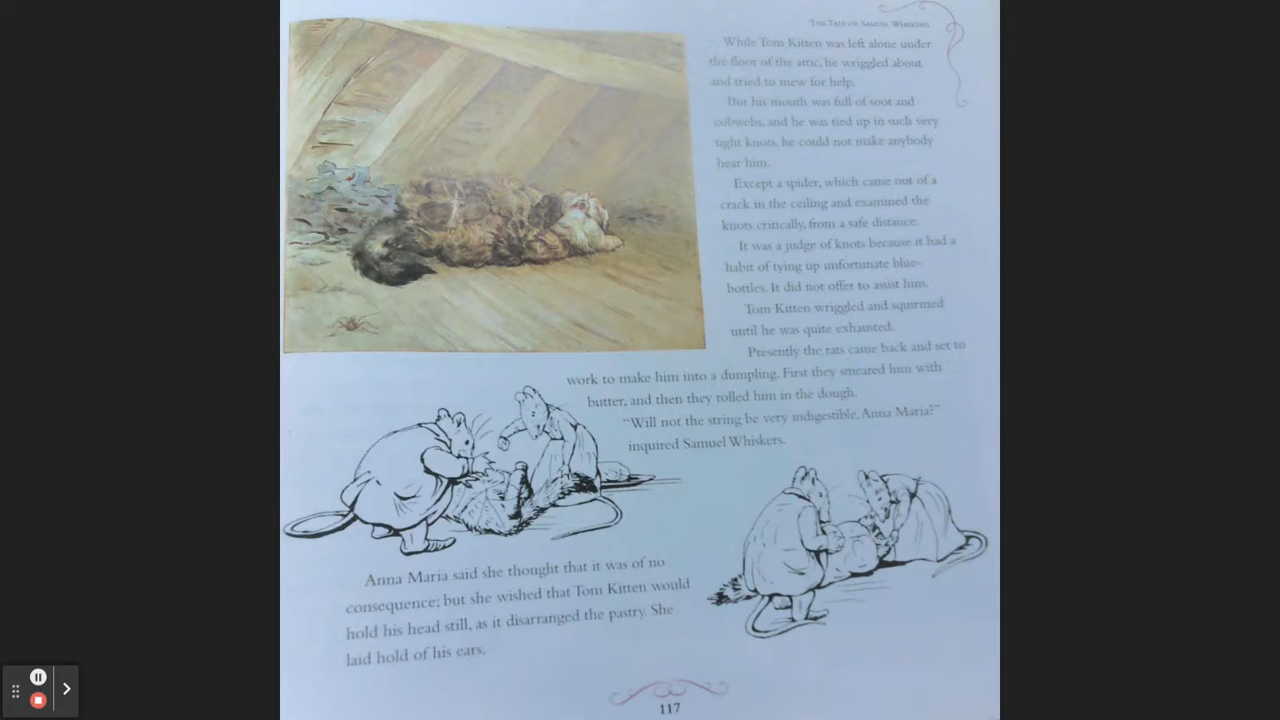 THE TALE OF SAMUEL WHISKERS
While Tom Kitten was left alone under
the floor of the attic, he wriggled about
and tried to mew for help.
But his mouth was full of soot and
cobwebs, and he was tied up in such very
tight knots, he could not make anybody
hear him.
Except a spider, which came out of a
crack in the ceiling and examined the
knots critically, from a safe distance.
It was a judge of knots because it had a
habit of tying up unfortunate blue-
bottles. It did not offer to assist him.
Tom Kitten wriggled and squirmed
until he was quite exhausted.
Presently the rats came back and set to
work to make him into a dumpling. First they smeared him with
butter, and then they rolled him in the dough.
“Will not the string be very indigestible, Anna Maria?”
inquired Samuel Whiskers.
Anna Maria said she thought that it was of no
consequence; but she wished that Tom Kitten would
hold his head still, as it disarranged the pastry. She
laid hold of his ears.
117